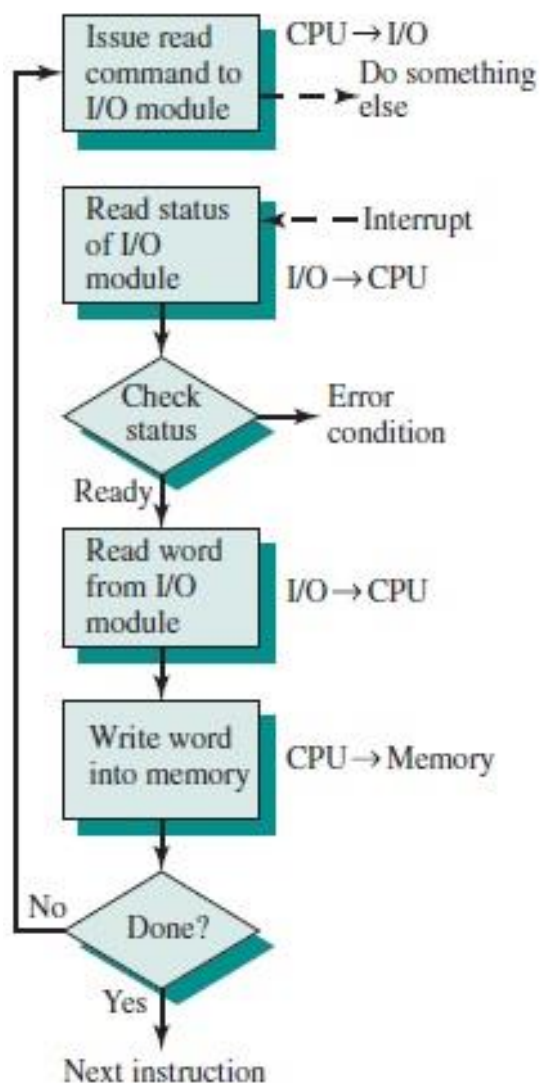 Issue read
command to
I/O module
CPU → I/O
Do something
else
Read status
of I/O
module
Interrupt
I/O → CPU
Check
status
Error
condition
Ready
Read word
from I/O
module
I/O → CPU
Write word
into memory
CPU → Memory
No
Done?
Yes
Next instruction